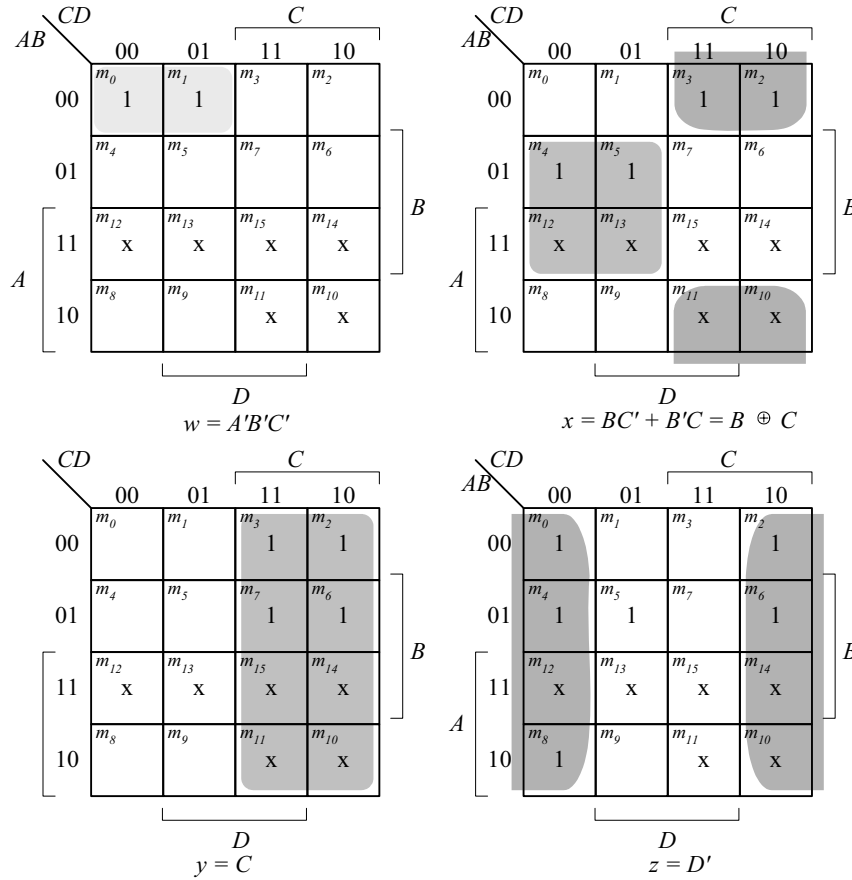 CD
C
AB
00 01 11 10
m0 m1 m3 m2
00 1 1
m4 m5 m7 m6
01
B
m12 m13 m15 m14
11 x x x x
A
m8 m9 m11 m10
10 x x
D
w = A'B'C'
CD
C
AB
00 01 11 10
m0 m1 m3 m2
00 1 1
m4 m5 m7 m6
01 1 1
B
m12 m13 m15 m14
11 x x x x
m8 m9 m11 m10
10 x x
D
x = BC' + B'C = B ⊕ C
CD
C
00 01 11 10
m0 m1 m3 m2
00 1 1
m4 m5 m7 m6
01 1 1
B
m12 m13 m15 m14
11 x x x x
m8 m9 m11 m10
10 x x
D
y = C
CD
C
AB
00 01 11 10
m0 m1 m3 m2
00 1 1
m4 m5 m7 m6
01 1 1 1
B
m12 m13 m15 m14
11 x x x x
A
m8 m9 m11 m10
10 1 x x
D
z = D'